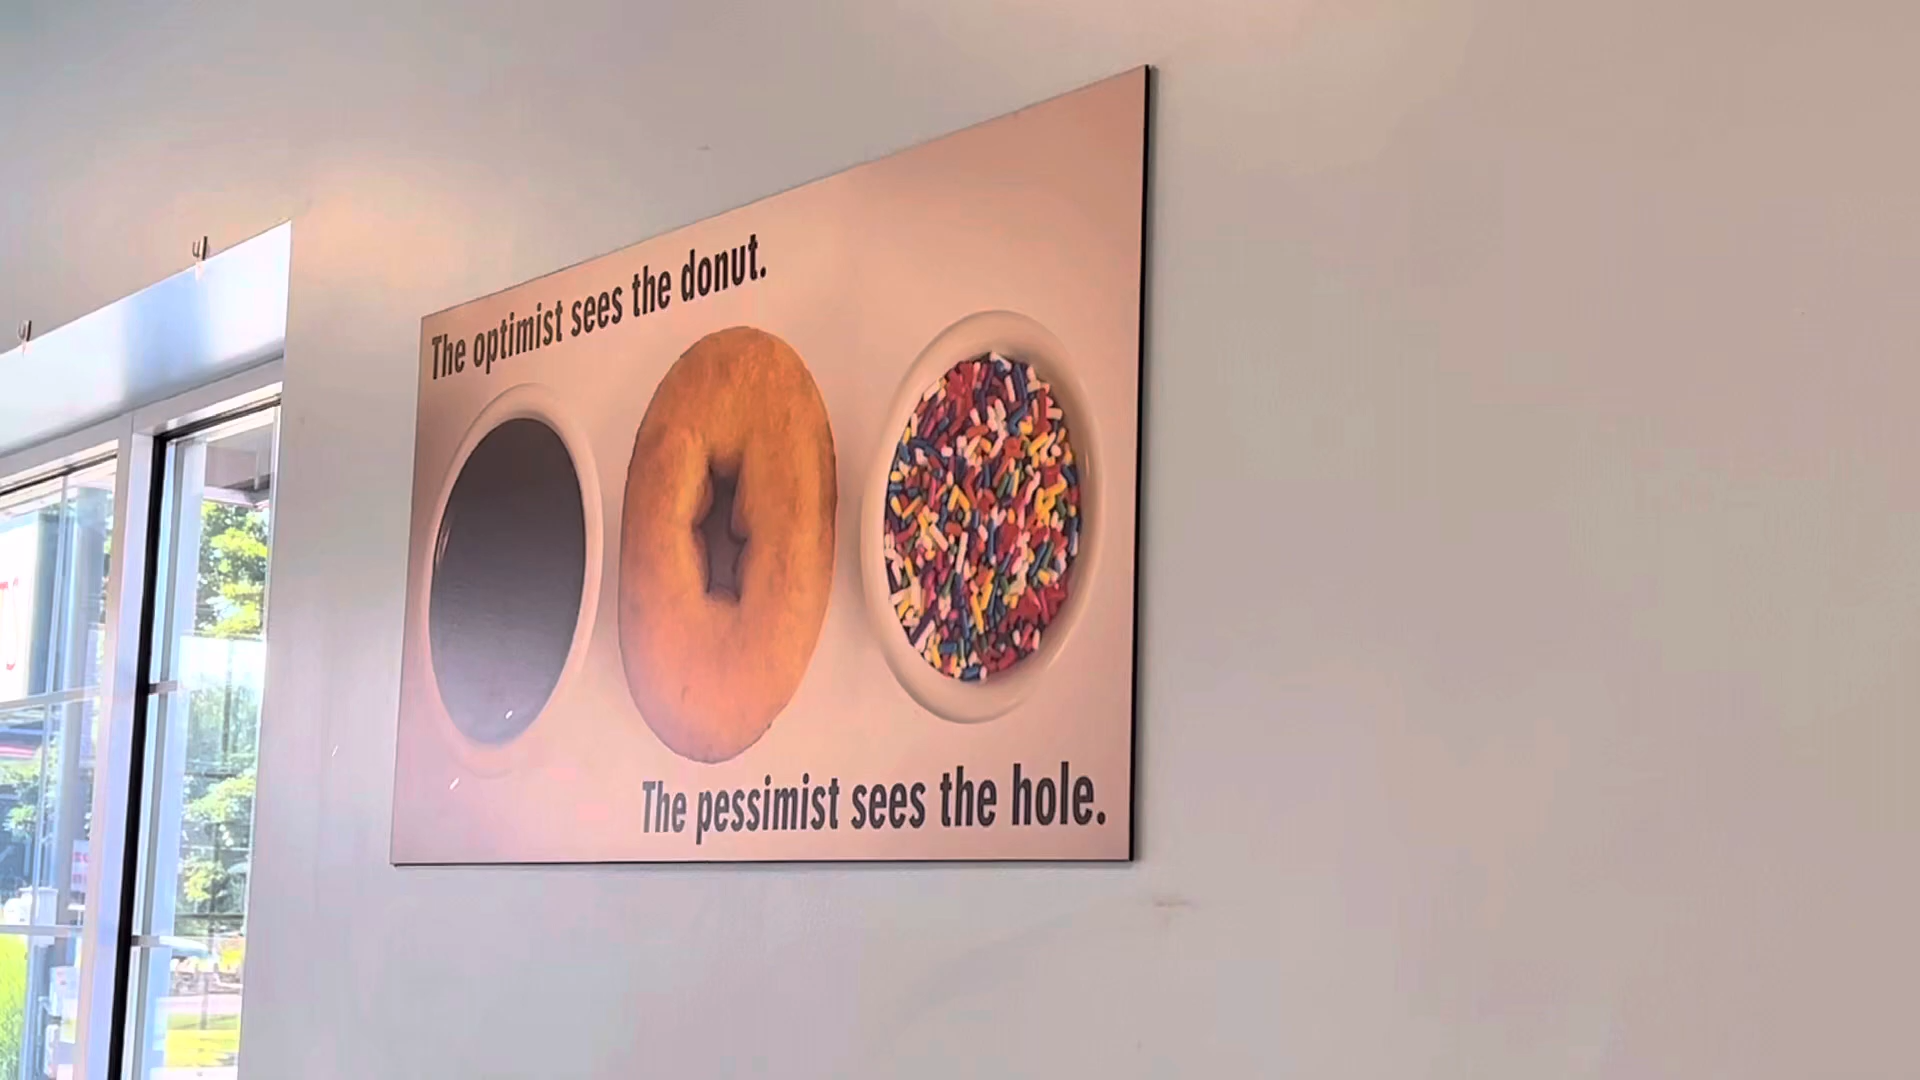 The optimist sees the donut.
The pessimist sees the hole.